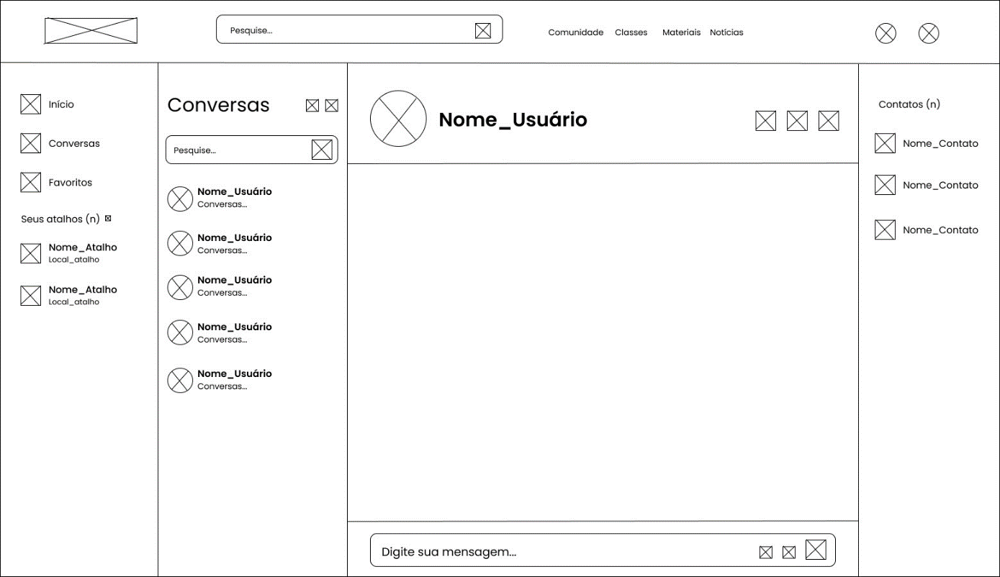 Pesquise...
Comunidade Classes Materiais Notícias
Início
Conversas
Favoritos
Seus atalhos (n)
Nome_Atalho
Local_atalho
Nome_Atalho
Local_atalho
Conversas
Pesquise...
Nome_Usuário
Conversas...
Nome_Usuário
Conversas...
Nome_Usuário
Conversas...
Nome_Usuário
Conversas...
Nome_Usuário
Conversas...
Nome_Usuário
Digite sua mensagem...
Contatos (n)
Nome_Contato
Nome_Contato
Nome_Contato